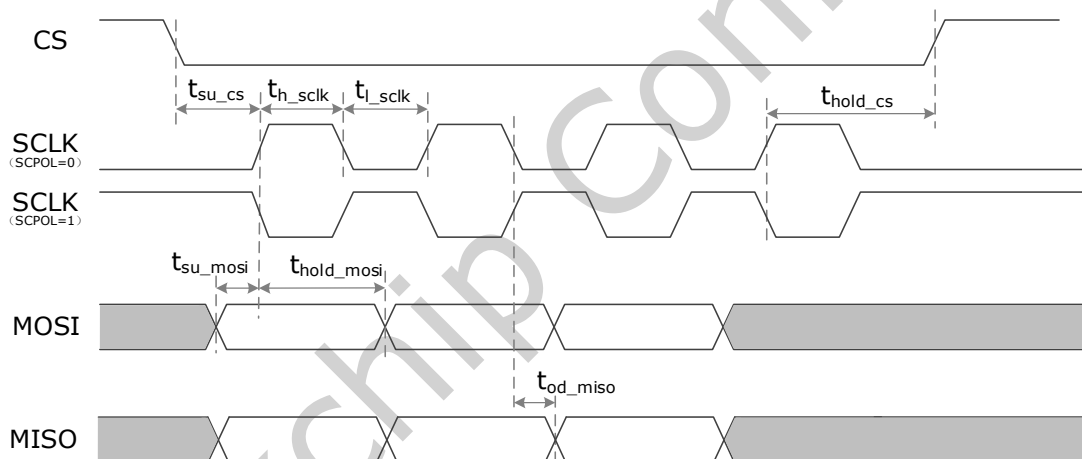 CS
tsu_cs th_sclk tl_sclk thold_cs
SCLK
(SCPOL=0)
SCLK
(SCPOL=1)
tsu_mosi thold_mosi
MOSI
tod_miso
MISO